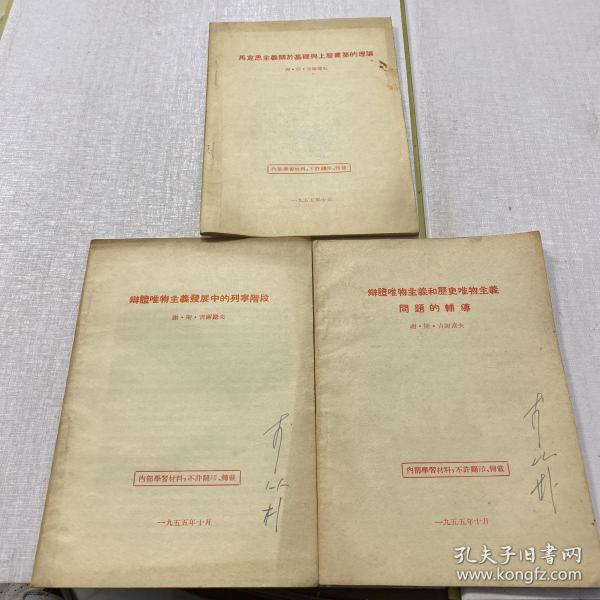 馬克思主義關於基礎與上層建築的理論
內部學習材料，不許翻印、轉載
一九五五年十月
辯證唯物主義發展中的列寧階段
內部學習材料，不許翻印、轉載
一九五五年十月
辯證唯物主義和歷史唯物主義
問題的輔導
內部學習材料，不許翻印、轉載
一九五五年十月
孔夫子旧书网
www.kongfz.com